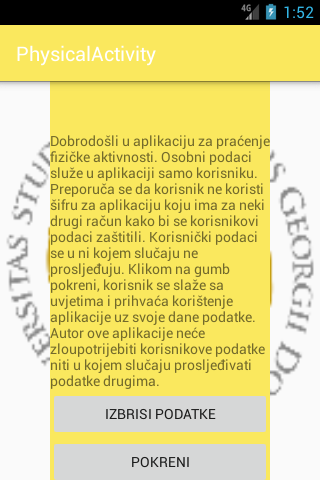 4G 1:52
PhysicalActivity
Dobrodošli u aplikaciju za praćenje
fizičke aktivnosti. Osobni podaci
služe u aplikaciji samo korisniku.
Preporuča se da korisnik ne koristi
šifru za aplikaciju koju ima za neki
drugi račun kako bi se korisnikovi
podaci zaštitili. Korisnički podaci
se u ni kojem slučaju ne
prosljeđuju. Klikom na gumb
pokreni, korisnik se slaže sa
uvjetima i prihvaća korištenje
aplikacije uz svoje dane podatke.
Autor ove aplikacije neće
zloupotrijebiti korisnikove podatke
niti u kojem slučaju prosljeđivati
podatke drugima.
IZBRISI PODATKE
POKRENI
GEORGII